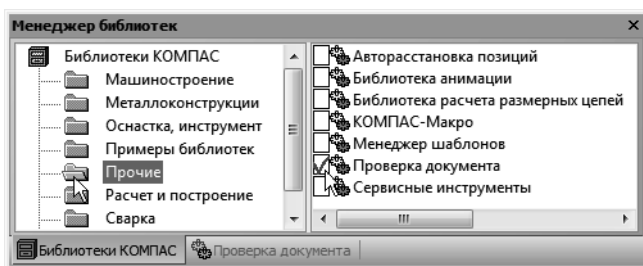 Менеджер библиотек
Библиотеки КОМПАС
Машиностроение
Металлоконструкции
Оснастка, инструмент
Примеры библиотек
Прочие
Расчет и построение
Сварка
Авторасстановка позиций
Библиотека анимации
Библиотека расчета размерных цепей
КОМПАС-Макро
Менеджер шаблонов
Проверка документа
Сервисные инструменты
Библиотеки КОМПАС
Проверка документа